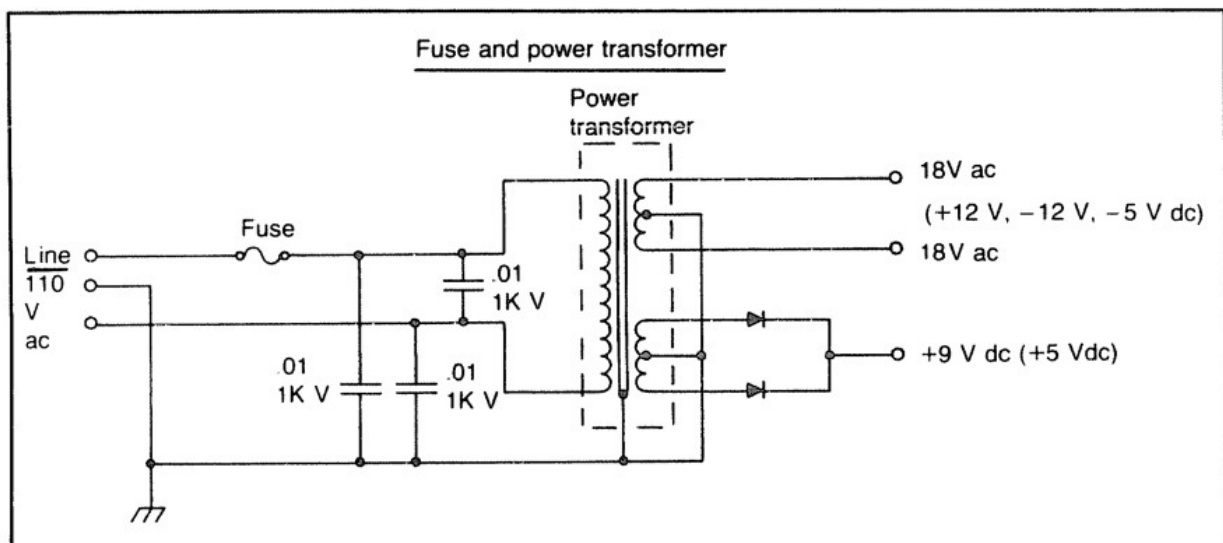 Fuse and power transformer
Power
transformer
18V ac
(+12 V, −12 V, −5 V dc)
18V ac
Fuse
Line
110
V
ac
.01
1K V
.01
1K V
.01
1K V
+9 V dc (+5 Vdc)